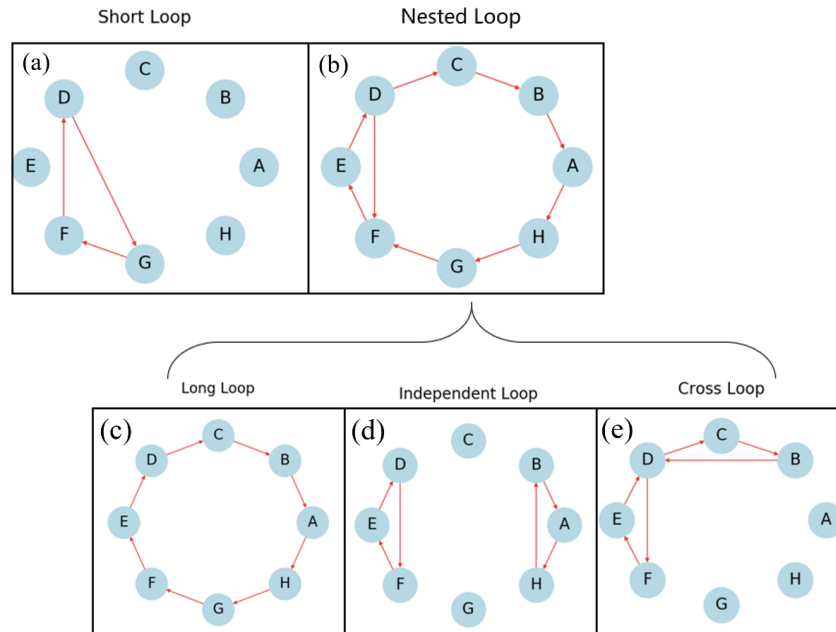 Short Loop
Nested Loop
(a)
C
D
B
E
A
F
H
G
(b)
C
D
B
E
A
F
H
G
Long Loop
Independent Loop
Cross Loop
(c)
C
D
B
E
A
F
H
G
(d)
C
D
B
E
A
F
H
G
(e)
C
D
B
E
A
F
H
G